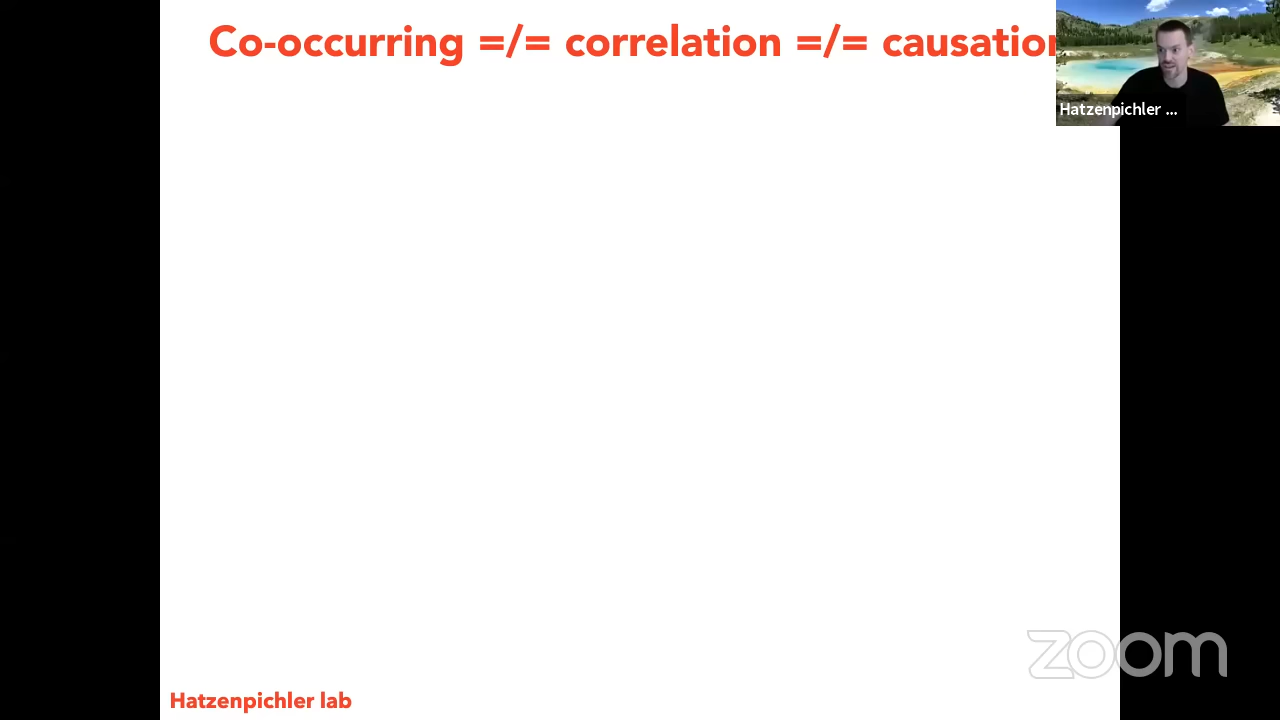 Co-occurring =/= correlation =/= causation
Hatzenpichler ...
zoom
Hatzenpichler lab